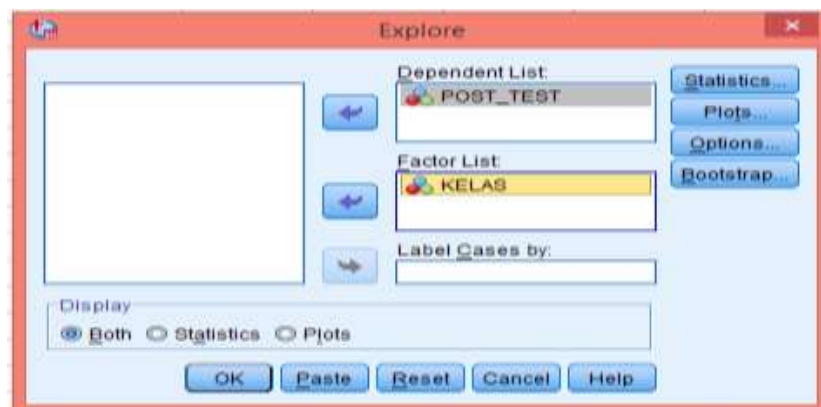 Explore
Dependent List:
POST_TEST
Factor List:
KELAS
Label Cases by:
Statistics...
Plots...
Options...
Bootstrap...
Display
Both Statistics Plots
OK Paste Reset Cancel Help